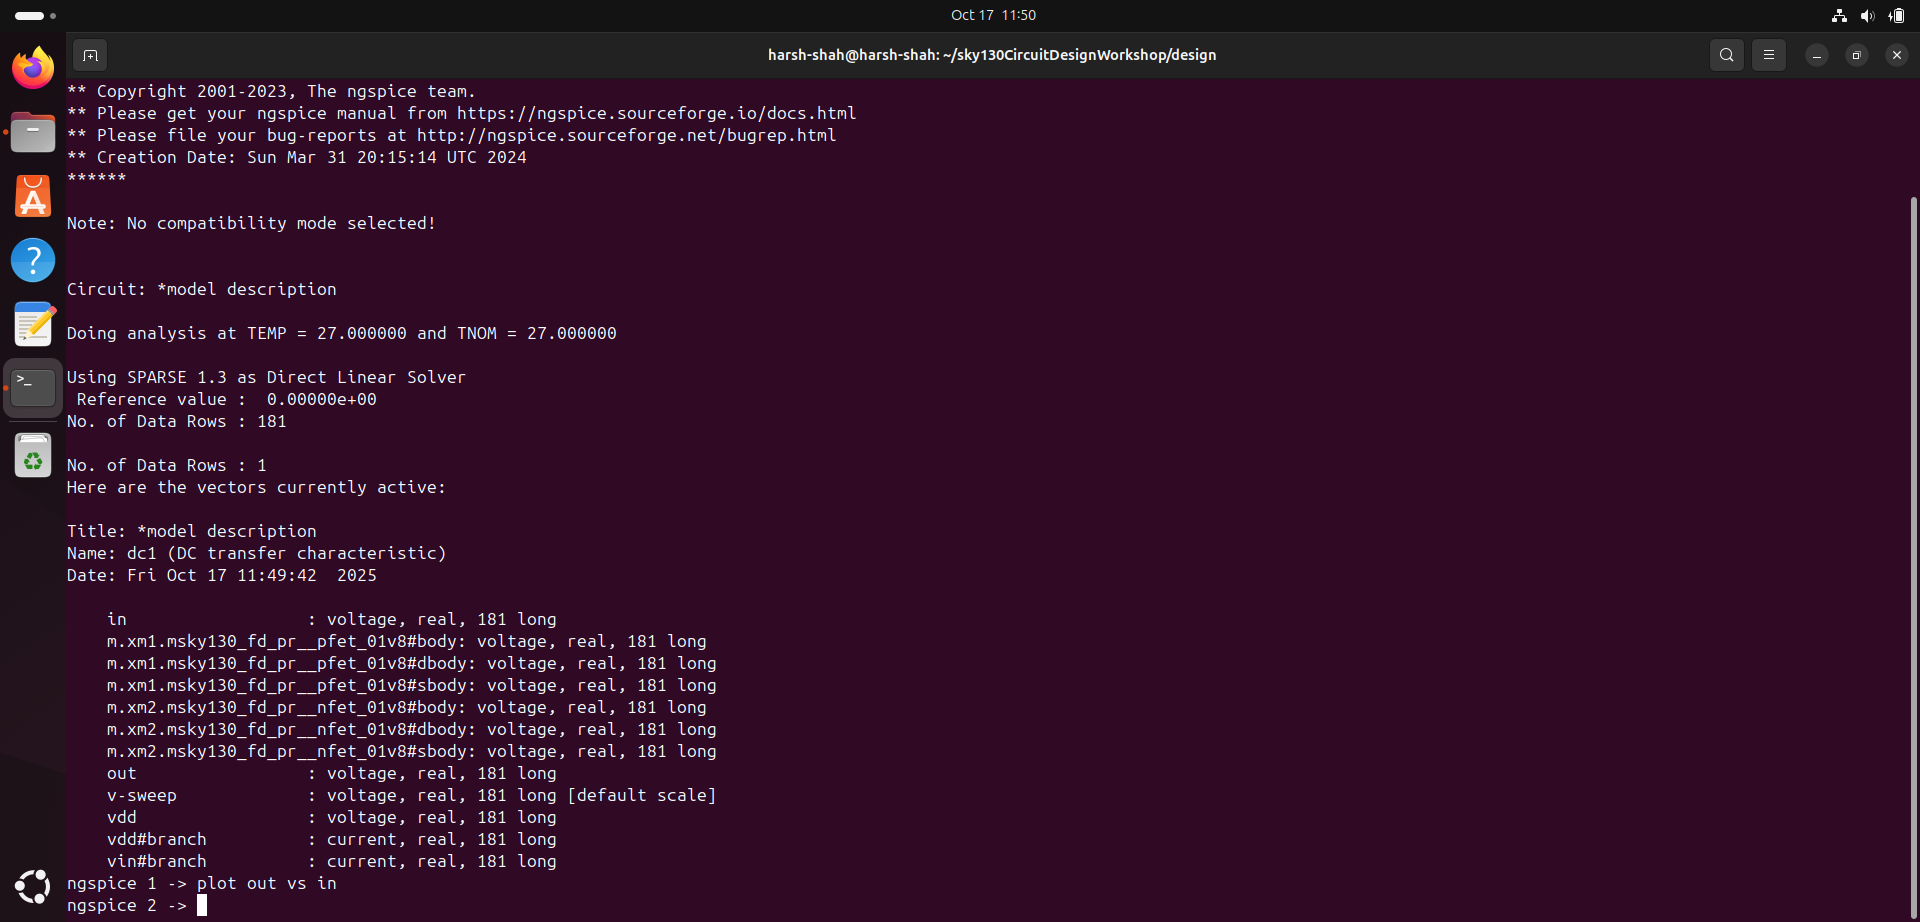 Oct 17  11:50
harsh-shah@harsh-shah: ~/sky130CircuitDesignWorkshop/design
** Copyright 2001-2023, The ngspice team.
** Please get your ngspice manual from https://ngspice.sourceforge.io/docs.html
** Please file your bug-reports at http://ngspice.sourceforge.net/bugrep.html
** Creation Date: Sun Mar 31 20:15:14 UTC 2024
******
Note: No compatibility mode selected!
Circuit: *model description
Doing analysis at TEMP = 27.000000 and TNOM = 27.000000
Using SPARSE 1.3 as Direct Linear Solver
 Reference value :  0.00000e+00
No. of Data Rows : 181
No. of Data Rows : 1
Here are the vectors currently active:
Title: *model description
Name: dc1 (DC transfer characteristic)
Date: Fri Oct 17 11:49:42  2025
    in                  : voltage, real, 181 long
    m.xm1.msky130_fd_pr__pfet_01v8#body: voltage, real, 181 long
    m.xm1.msky130_fd_pr__pfet_01v8#dbody: voltage, real, 181 long
    m.xm1.msky130_fd_pr__pfet_01v8#sbody: voltage, real, 181 long
    m.xm2.msky130_fd_pr__nfet_01v8#body: voltage, real, 181 long
    m.xm2.msky130_fd_pr__nfet_01v8#dbody: voltage, real, 181 long
    m.xm2.msky130_fd_pr__nfet_01v8#sbody: voltage, real, 181 long
    out                 : voltage, real, 181 long
    v-sweep             : voltage, real, 181 long [default scale]
    vdd                 : voltage, real, 181 long
    vdd#branch          : current, real, 181 long
    vin#branch          : current, real, 181 long
ngspice 1 -> plot out vs in
ngspice 2 ->